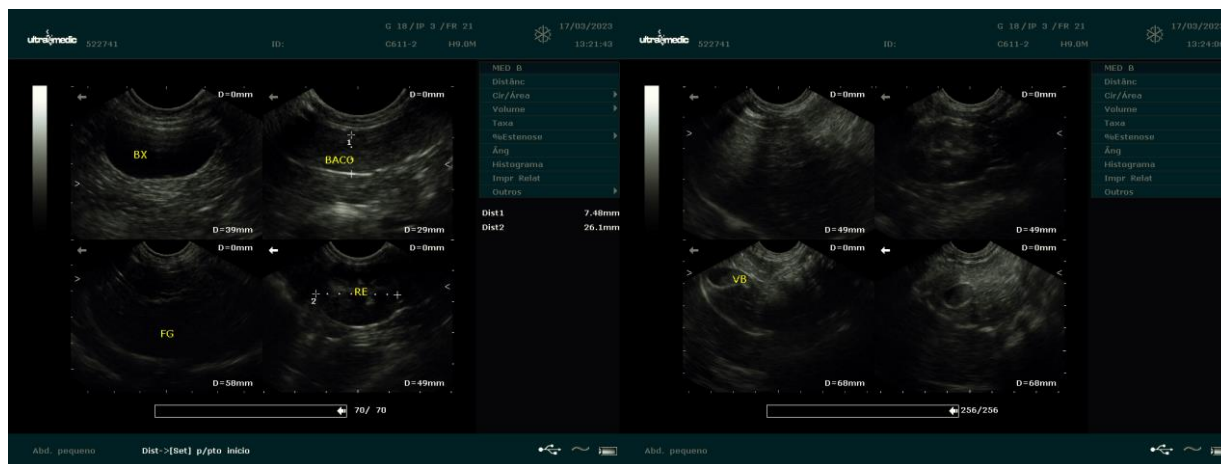 G 18/IP 3 /FR 21
17/03/2023
ultramedic 522741
ID:
C611-2 H9.0M
13:21:43
MED B
Distânc
Cir/Área
Volume
Taxa
%Estenose
Âng
Histograma
Impr Relat
Outros
Dist1 7.48mm
Dist2 26.1mm
D=0mm
D=0mm
BX
1
BACO
D=39mm
D=29mm
D=0mm
D=0mm
2
RE
FG
D=58mm
D=49mm
70/ 70
Abd. pequeno
Dist->[Set] p/pto início
G 18/IP 3 /FR 21
ultramedic 522741
ID:
C611-2 H9.0M
MED B
Distânc
Cir/Área
Volume
Taxa
%Estenose
Âng
Histograma
Impr Relat
Outros
D=0mm
D=0mm
D=49mm
D=49mm
D=0mm
D=0mm
VB
D=68mm
D=68mm
256/256
Abd. pequeno